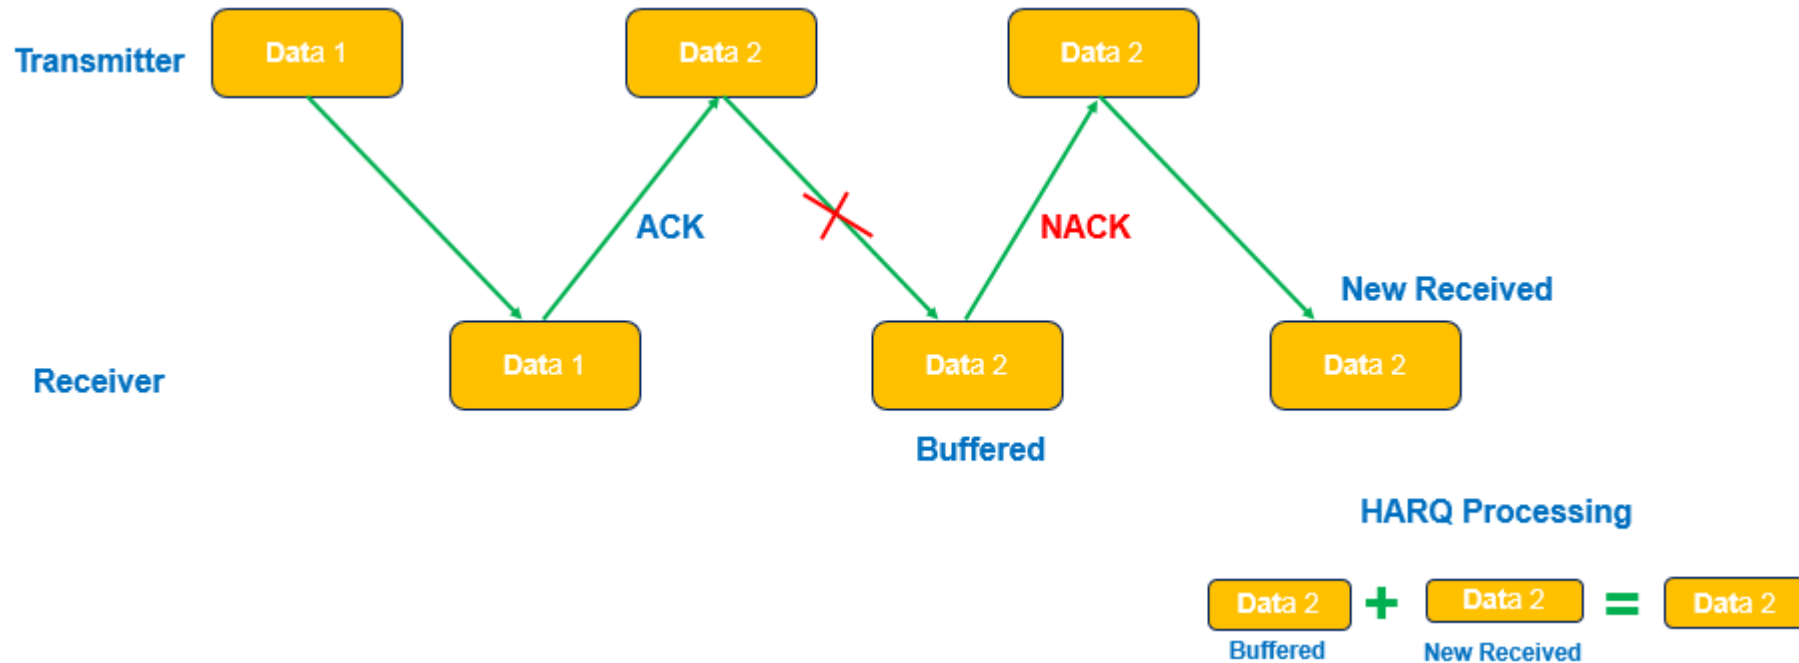 Transmitter
Data 1
Data 2
Data 2
ACK
NACK
New Received
Receiver
Data 1
Data 2
Data 2
Buffered
HARQ Processing
Data 2 + Data 2 = Data 2
Buffered
New Received